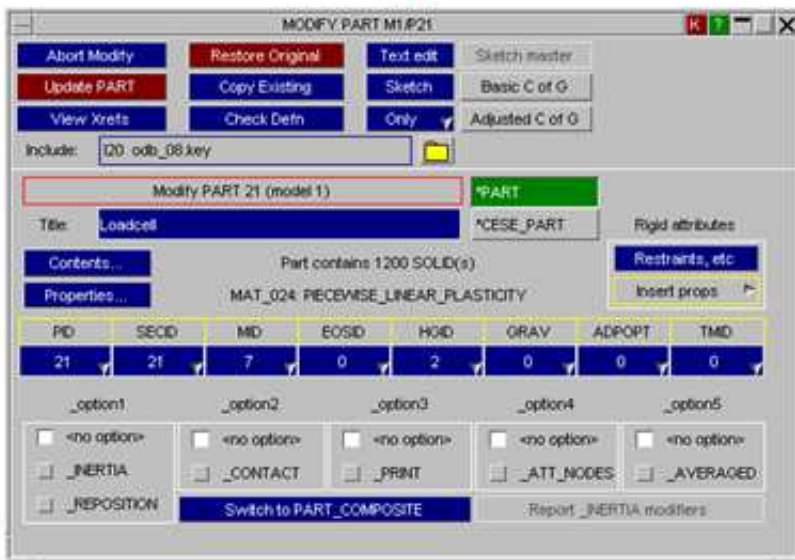 MODIFY PART M1/P21
K ?
Abort Modify Restore Original Text edit Sketch master
Update PART Copy Existing Sketch Basic C of G
View Xrefs Check Defn Only Adjusted C of G
Include: I20 odb_08.key
Modify PART 21 (model 1) *PART
Title: Loadcell *CESE_PART Rigid attributes
Contents... Part contains 1200 SOLID(s) Restraints, etc
Properties... MAT_024: PIECEWISE_LINEAR_PLASTICITY Insert props
PID SECID MID EOSID HGID GRAV ADPOPT TMID
21 21 7 0 2 0 0 0
_option1 _option2 _option3 _option4 _option5
<no option> <no option> <no option> <no option> <no option>
_INERTIA _CONTACT _PRINT _ATT_NODES _AVERAGED
_REPOSITION Switch to PART_COMPOSITE Report _INERTIA modifiers